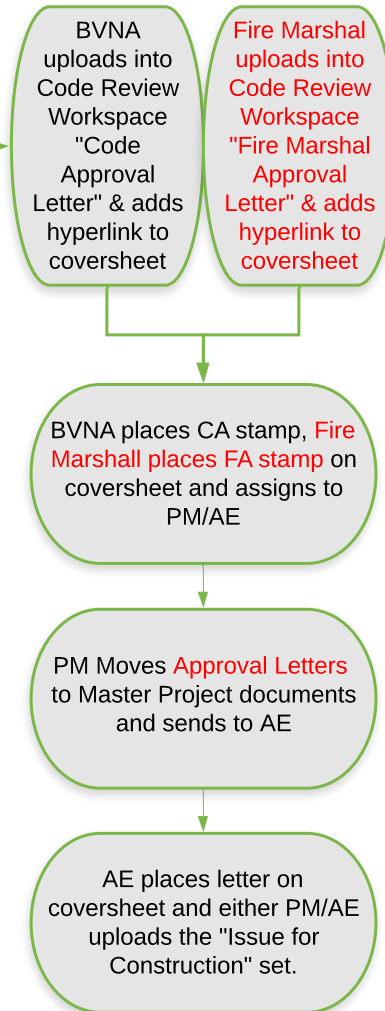 BVNA
uploads into
Code Review
Workspace
"Code
Approval
Letter" & adds
hyperlink to
coversheet
Fire Marshal
uploads into
Code Review
Workspace
"Fire Marshal
Approval
Letter" & adds
hyperlink to
coversheet
BVNA places CA stamp, Fire
Marshall places FA stamp on
coversheet and assigns to
PM/AE
PM Moves Approval Letters
to Master Project documents
and sends to AE
AE places letter on
coversheet and either PM/AE
uploads the "Issue for
Construction" set.